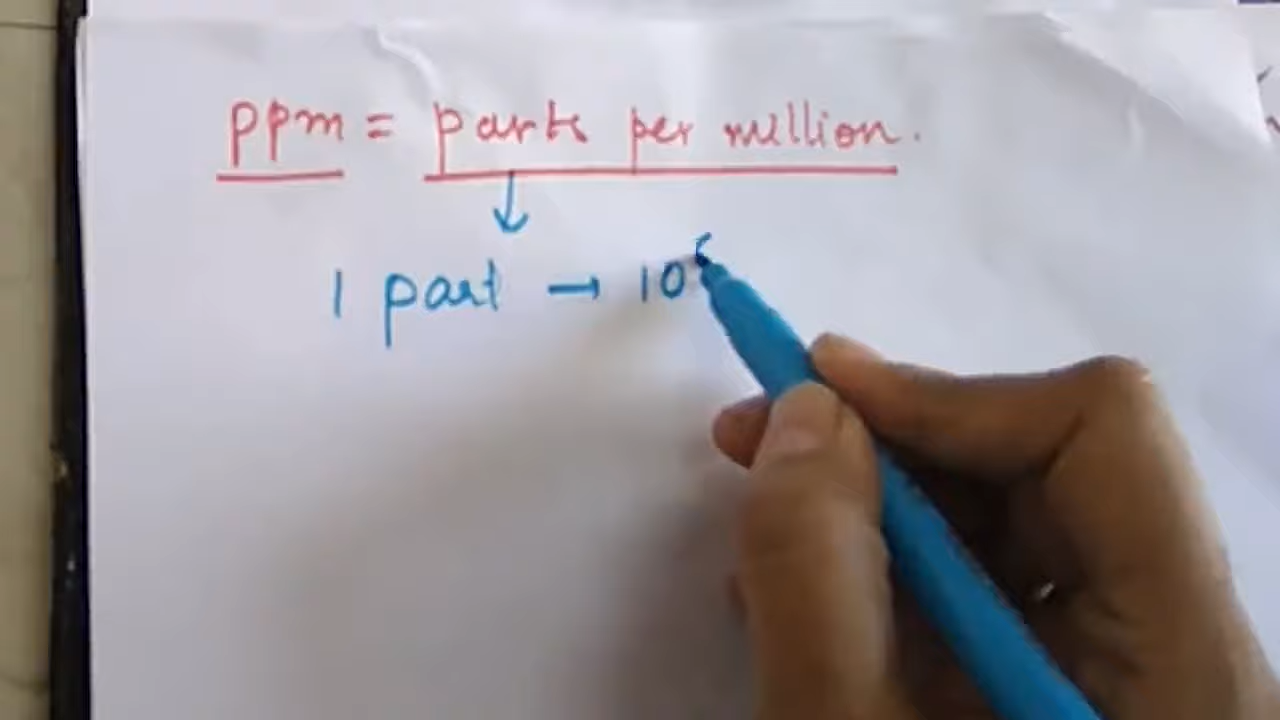 ppm = parts per million.
↓
1 part → 10